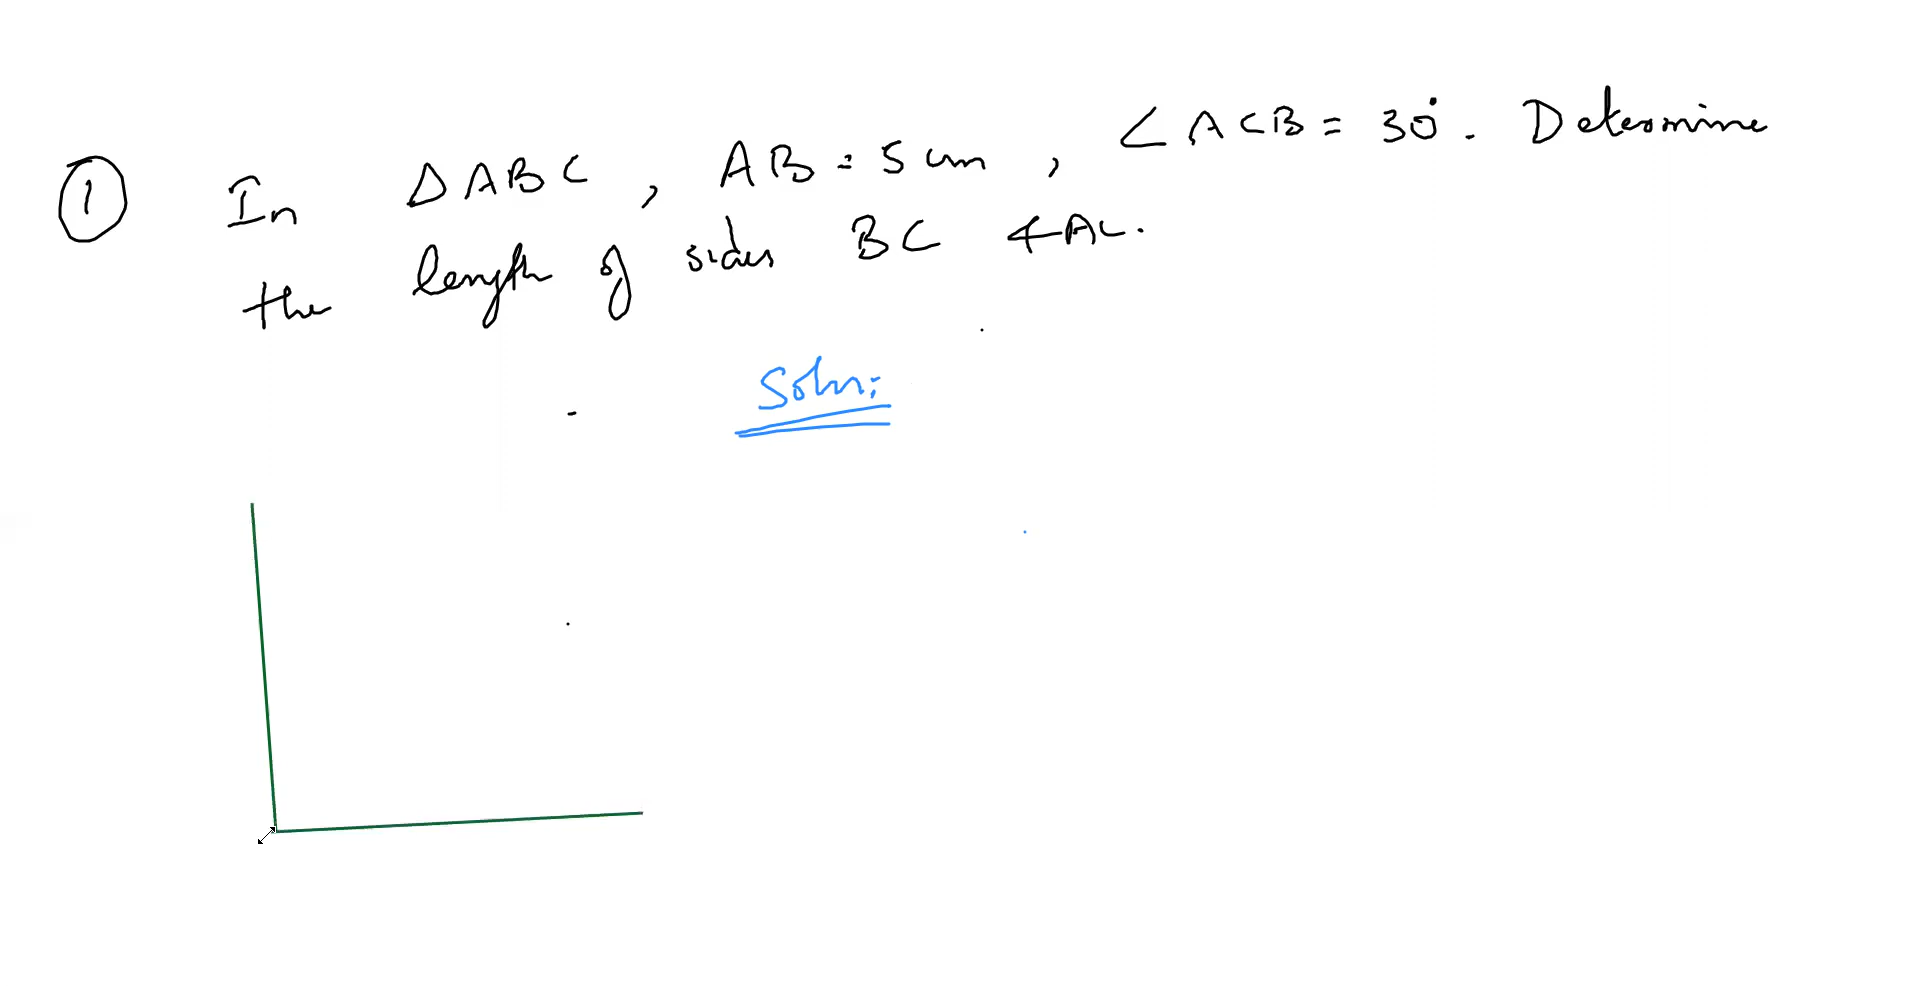 ① In ΔABC, AB = 5 cm, ∠ACB = 30°. Determine
the length of sides BC & AC.
Soln: